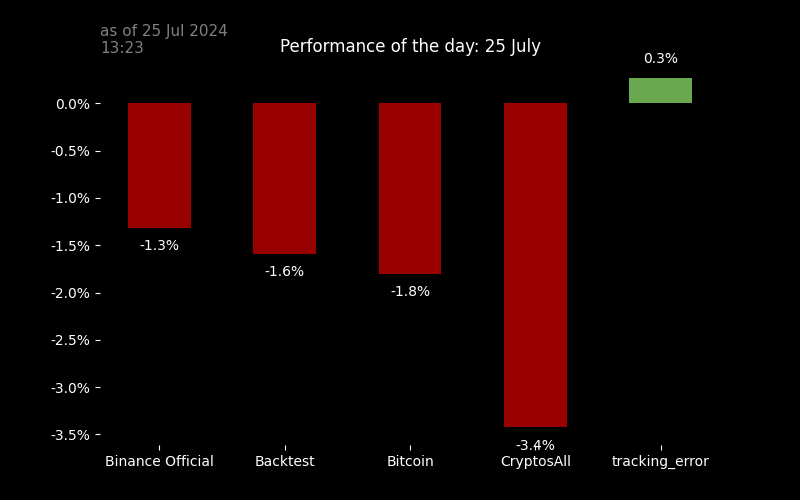 as of 25 Jul 2024
13:23
Performance of the day: 25 July
0.3%
0.0%
-0.5%
-1.0%
-1.5%
-2.0%
-2.5%
-3.0%
-3.5%
-1.3%
-1.6%
-1.8%
-3.4%
Binance Official
Backtest
Bitcoin
CryptosAll
tracking_error